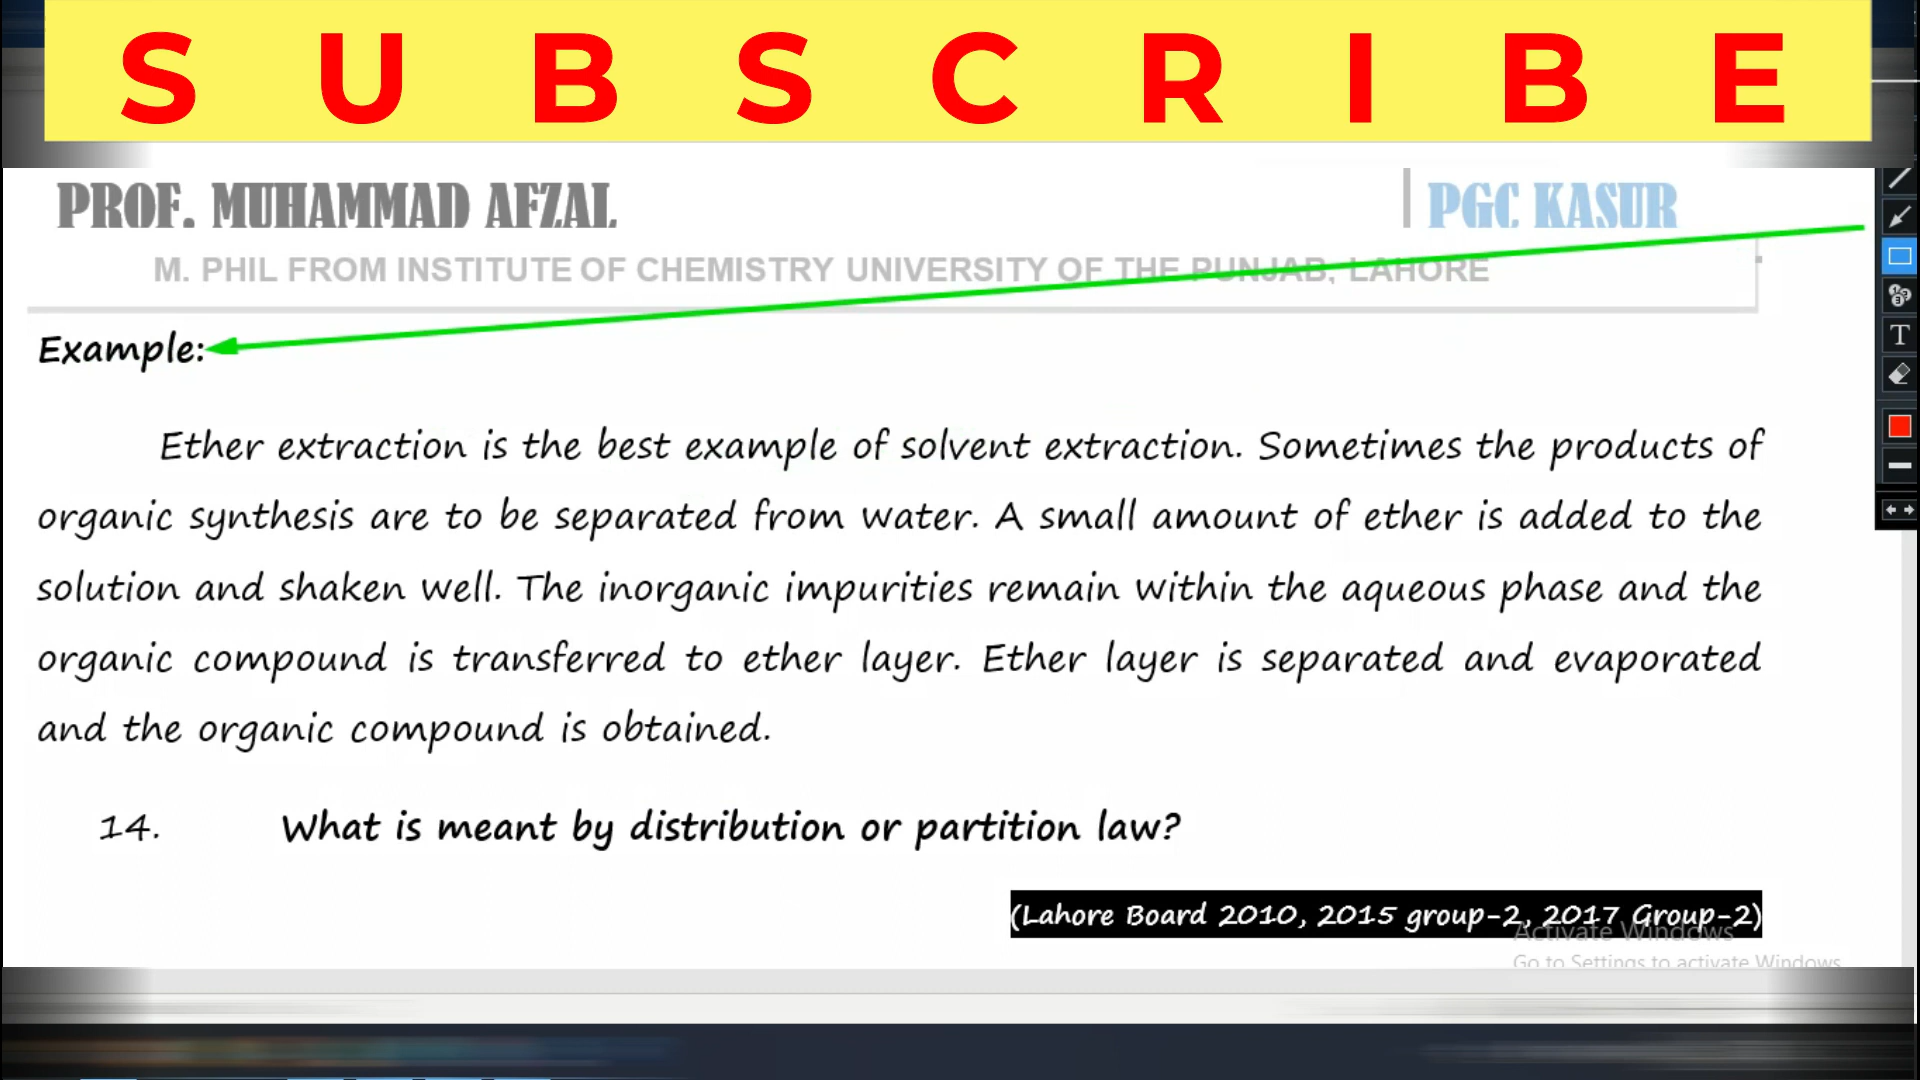 S U B S C R I B E
PROF. MUHAMMAD AFZAL
PGC KASUR
M. PHIL FROM INSTITUTE OF CHEMISTRY UNIVERSITY OF THE PUNJAB, LAHORE
Example:
Ether extraction is the best example of solvent extraction. Sometimes the products of
organic synthesis are to be separated from water. A small amount of ether is added to the
solution and shaken well. The inorganic impurities remain within the aqueous phase and the
organic compound is transferred to ether layer. Ether layer is separated and evaporated
and the organic compound is obtained.
14. What is meant by distribution or partition law?
(Lahore Board 2010, 2015 group-2, 2017 Group-2)
Activate Windows
Go to Settings to activate Windows.
T